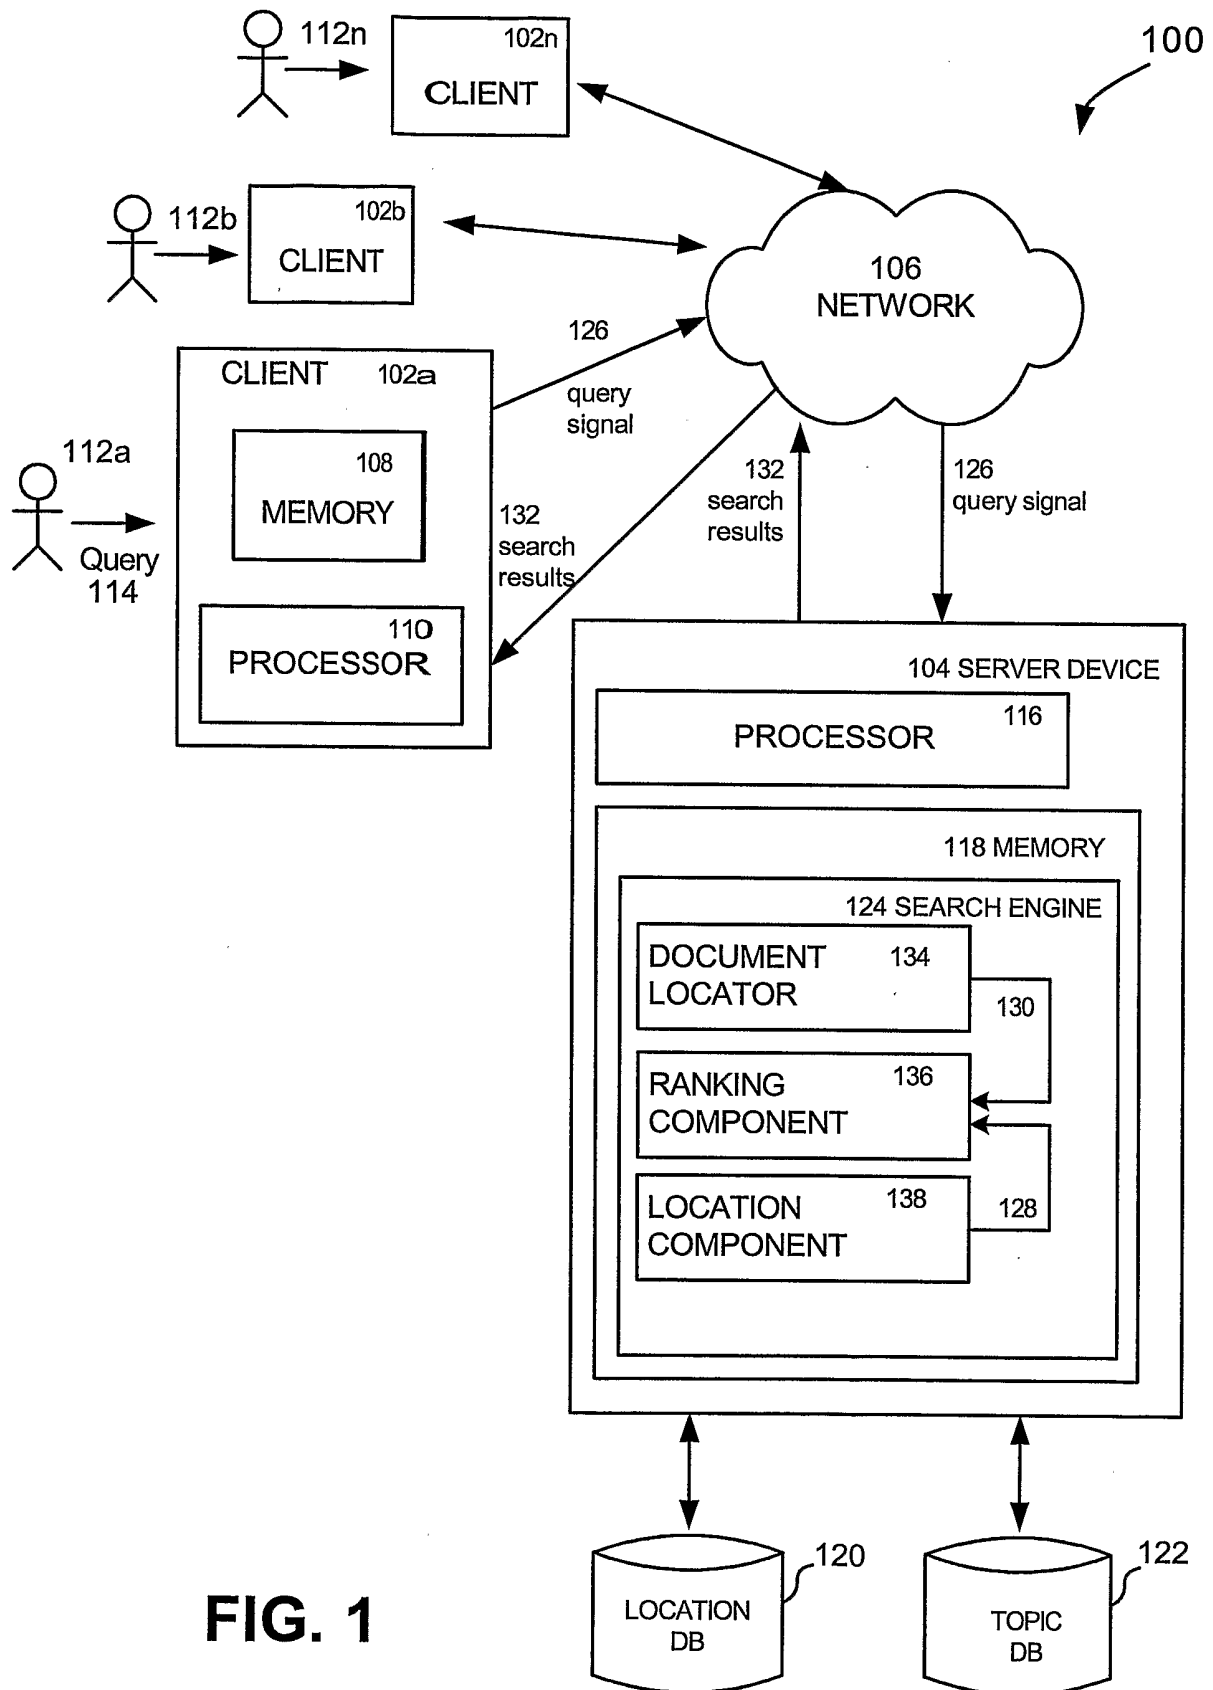 112n
102n
CLIENT
100
112b
102b
CLIENT
106
NETWORK
126
query
signal
CLIENT 102a
108
MEMORY
112a
Query
114
132
search
results
110
PROCESSOR
132
search
results
126
query signal
104 SERVER DEVICE
116
PROCESSOR
118 MEMORY
124 SEARCH ENGINE
DOCUMENT 134
LOCATOR
130
RANKING 136
COMPONENT
LOCATION 138
COMPONENT
128
120
LOCATION
DB
122
TOPIC
DB
FIG. 1